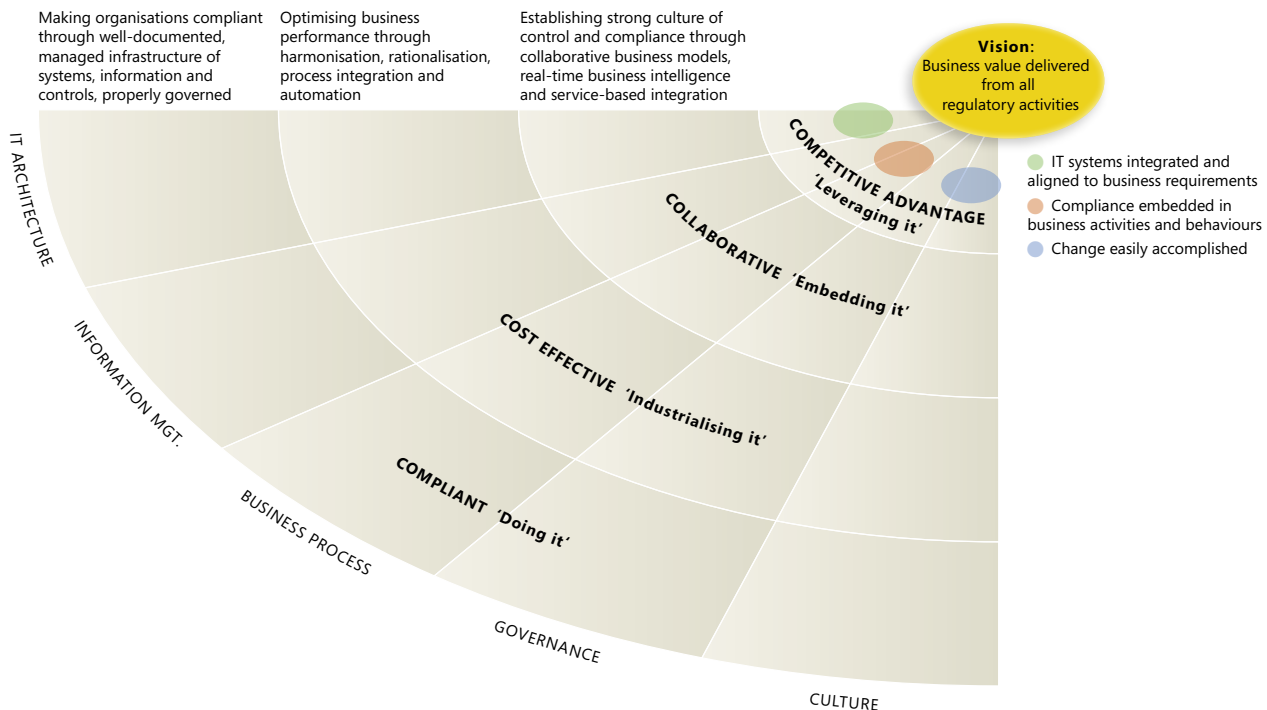 Making organisations compliant
through well-documented,
managed infrastructure of
systems, information and
controls, properly governed
Optimising business
performance through
harmonisation, rationalisation,
process integration and
automation
Establishing strong culture of
control and compliance through
collaborative business models,
real-time business intelligence
and service-based integration
Vision:
Business value delivered
from all
regulatory activities
IT systems integrated and
aligned to business requirements
Compliance embedded in
business activities and behaviours
Change easily accomplished
COMPETITIVE ADVANTAGE
‘Leveraging it’
COLLABORATIVE ‘Embedding it’
COST EFFECTIVE ‘Industrialising it’
COMPLIANT ‘Doing it’
IT ARCHITECTURE
INFORMATION MGT.
BUSINESS PROCESS
GOVERNANCE
CULTURE